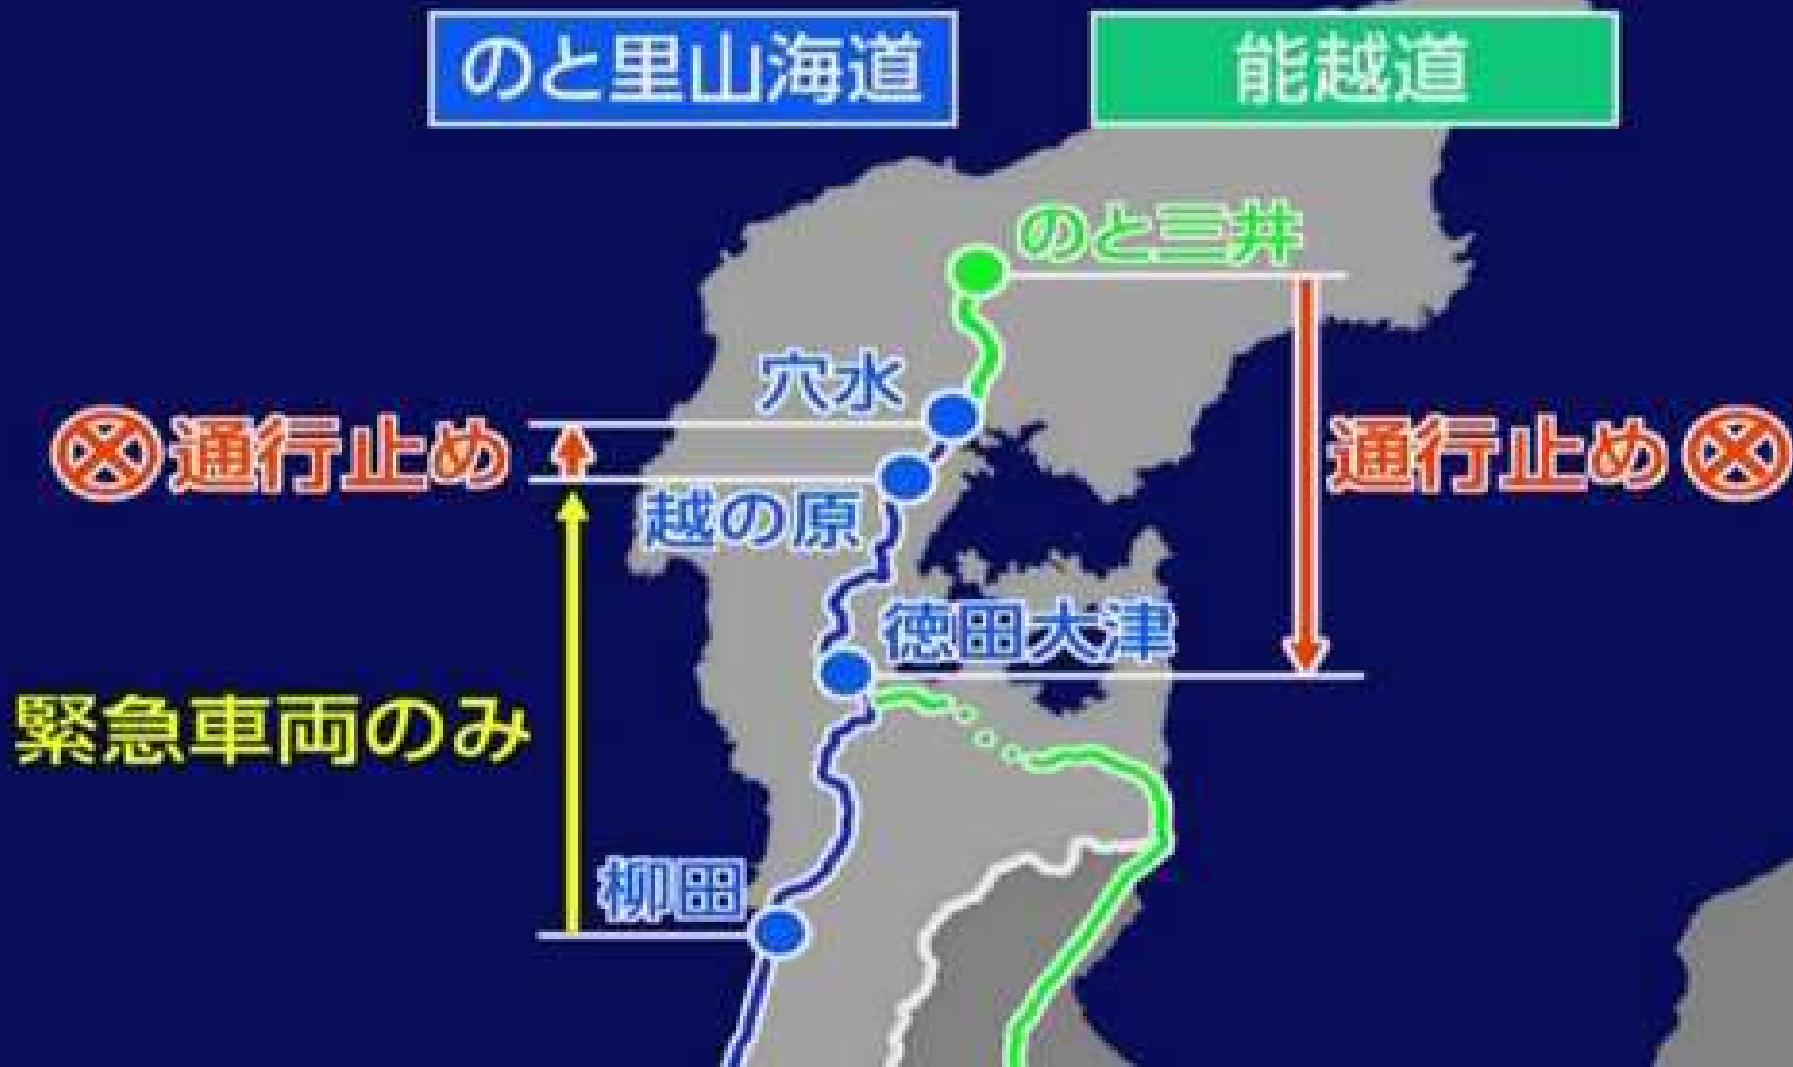 のと里山海道
能越道
のと三井
穴水
通行止め
通行止め
越の原
徳田大津
緊急車両のみ
柳田